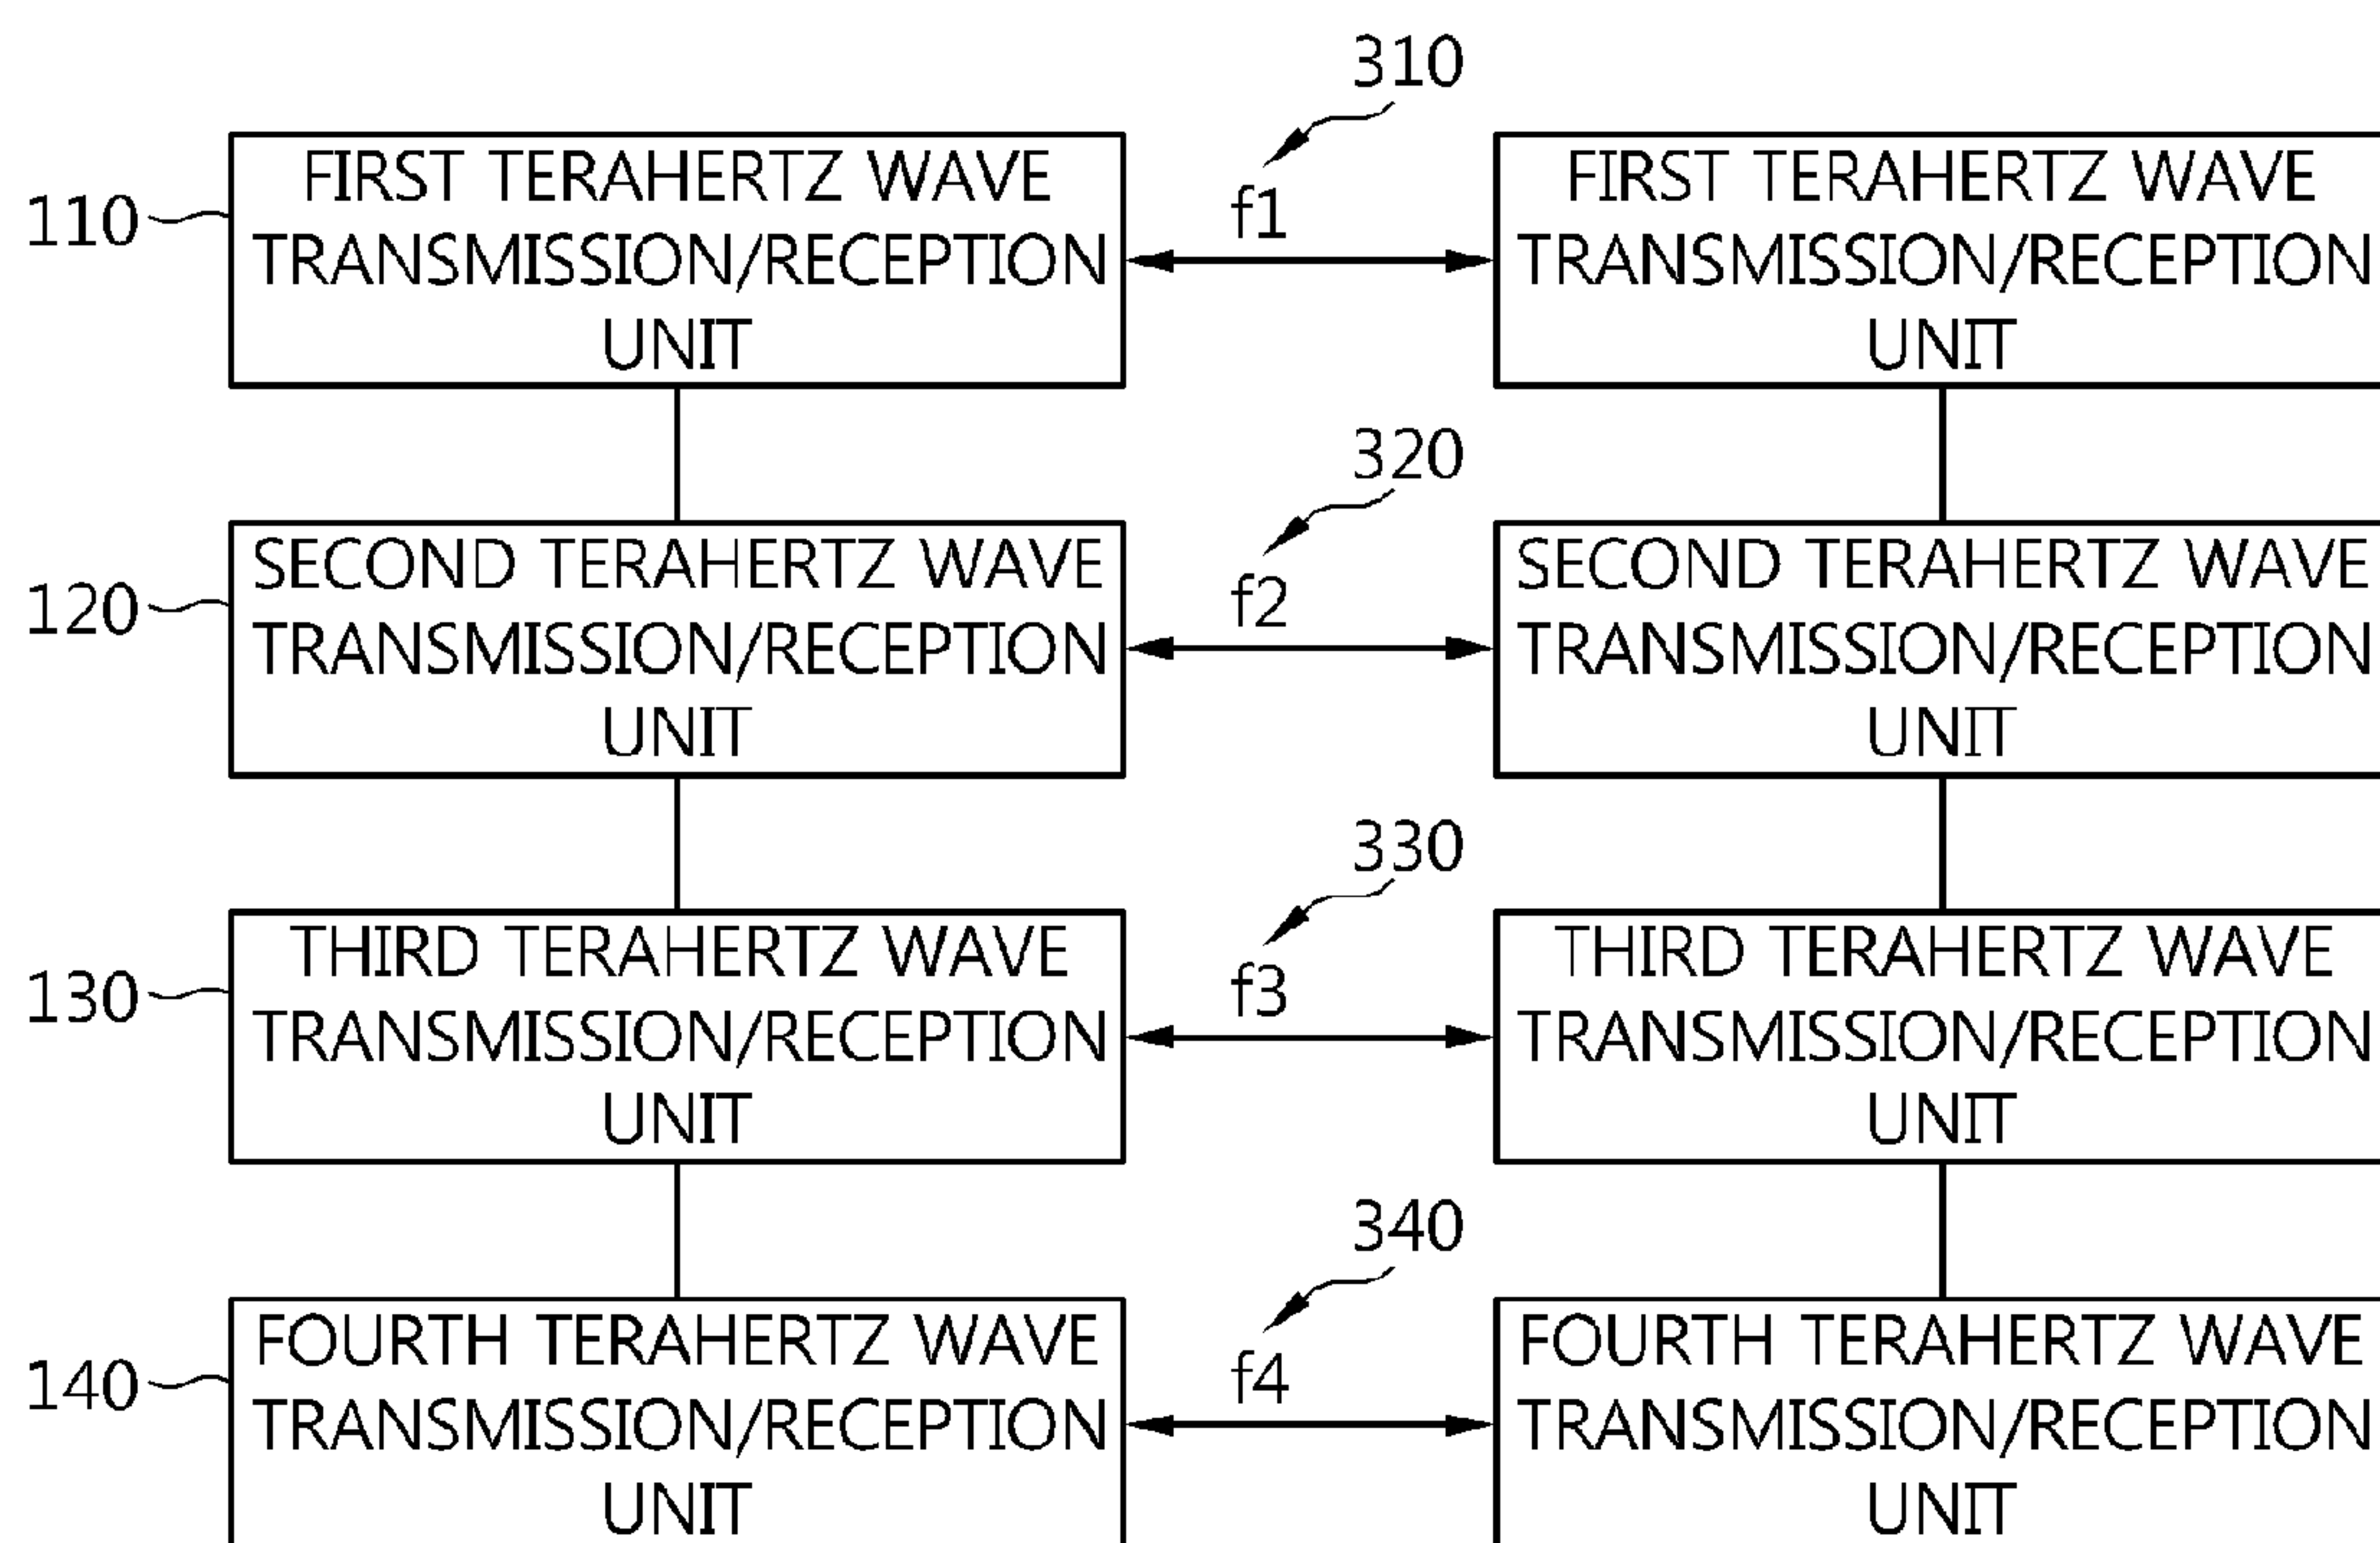 310
110
FIRST TERAHERTZ WAVE
TRANSMISSION/RECEPTION
UNIT
f1
FIRST TERAHERTZ WAVE
TRANSMISSION/RECEPTION
UNIT
320
120
SECOND TERAHERTZ WAVE
TRANSMISSION/RECEPTION
UNIT
f2
SECOND TERAHERTZ WAVE
TRANSMISSION/RECEPTION
UNIT
330
130
THIRD TERAHERTZ WAVE
TRANSMISSION/RECEPTION
UNIT
f3
THIRD TERAHERTZ WAVE
TRANSMISSION/RECEPTION
UNIT
340
140
FOURTH TERAHERTZ WAVE
TRANSMISSION/RECEPTION
UNIT
f4
FOURTH TERAHERTZ WAVE
TRANSMISSION/RECEPTION
UNIT